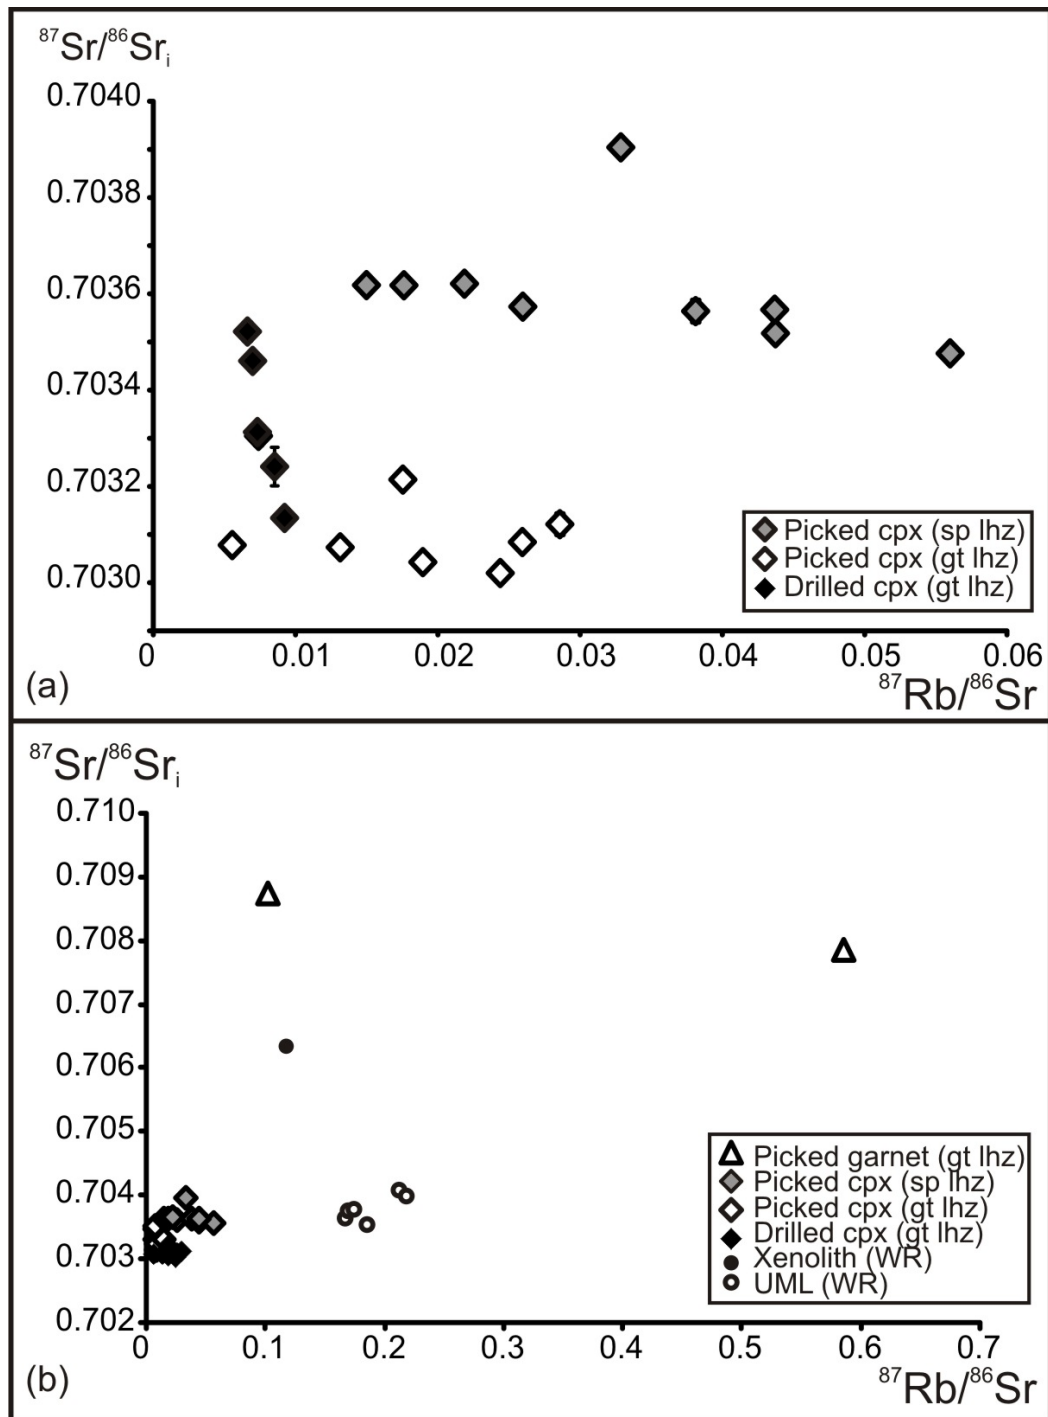 ⁸⁷Sr/⁸⁶Srᵢ
0.7040
0.7038
0.7036
0.7034
0.7032
0.7030
Picked cpx (sp lhz)
Picked cpx (gt lhz)
Drilled cpx (gt lhz)
0 0.01 0.02 0.03 0.04 0.05 0.06
(a) ⁸⁷Rb/⁸⁶Sr
⁸⁷Sr/⁸⁶Srᵢ
0.710
0.709
0.708
0.707
0.706
0.705
0.704
0.703
0.702
Picked garnet (gt lhz)
Picked cpx (sp lhz)
Picked cpx (gt lhz)
Drilled cpx (gt lhz)
Xenolith (WR)
UML (WR)
0 0.1 0.2 0.3 0.4 0.5 0.6 0.7
(b) ⁸⁷Rb/⁸⁶Sr